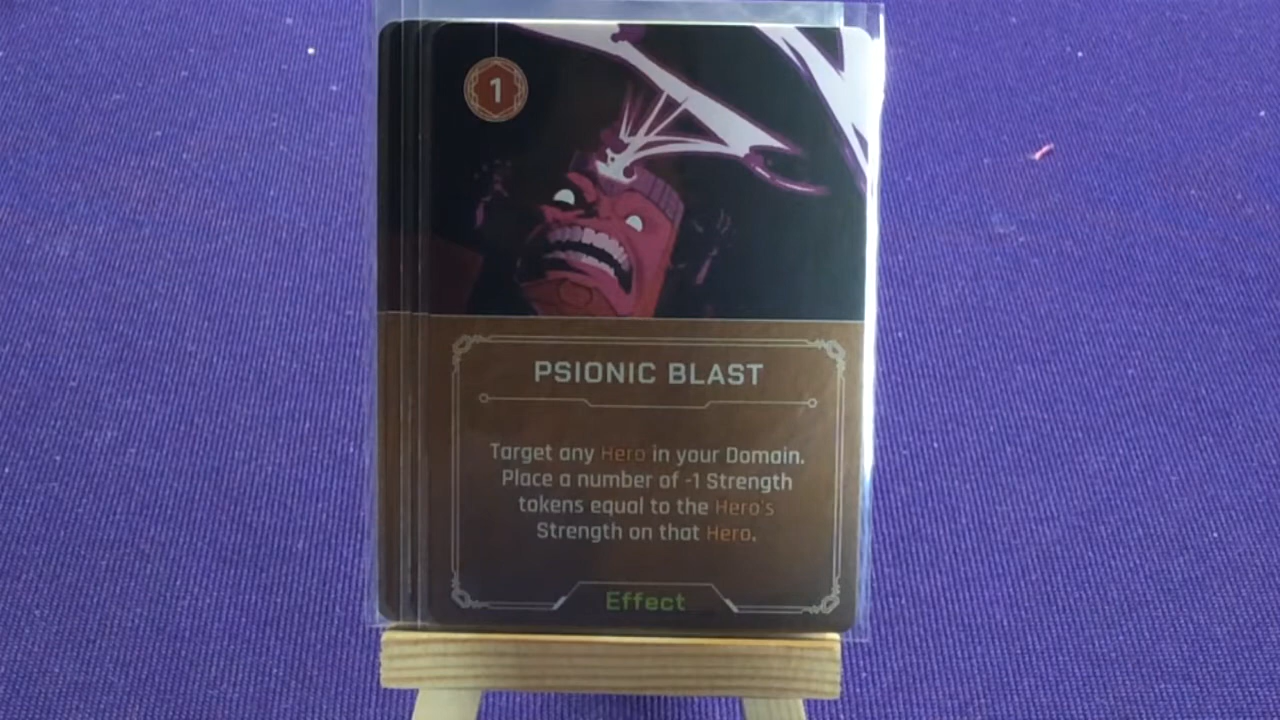 1
PSIONIC BLAST
Target any Hero in your Domain.
Place a number of -1 Strength
tokens equal to the Hero's
Strength on that Hero.
Effect